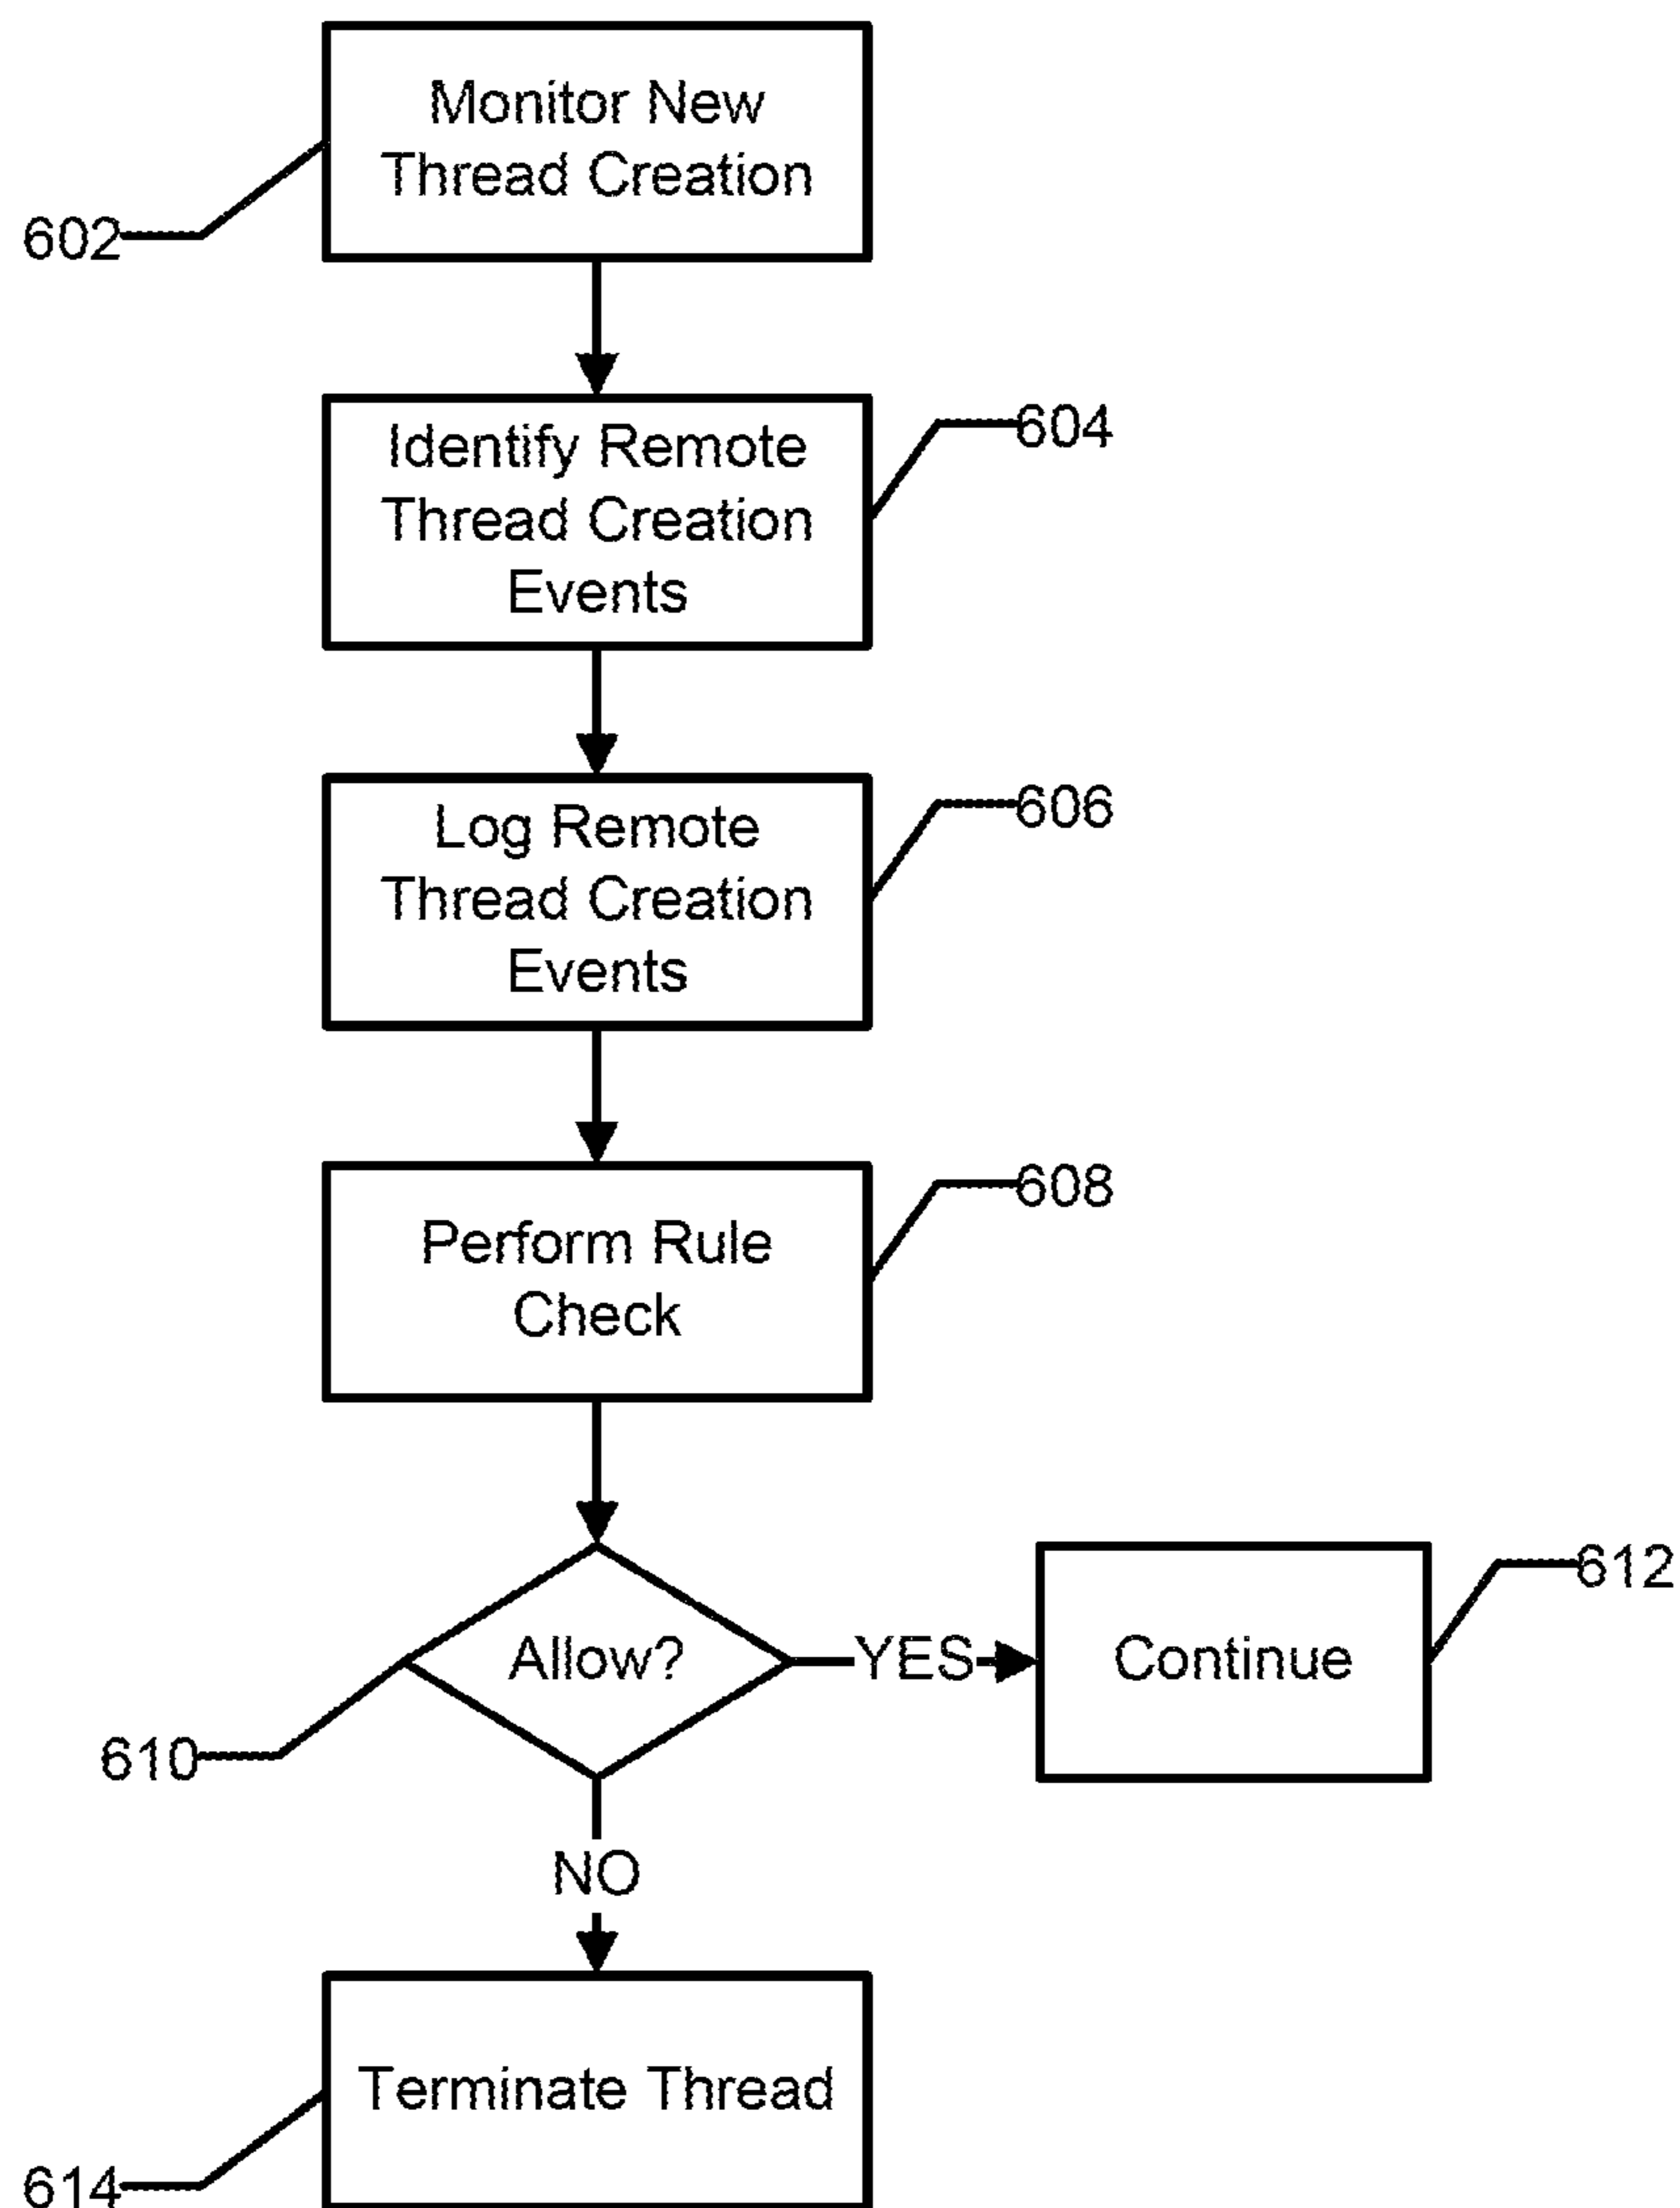 Monitor New
Thread Creation
602
Identify Remote
Thread Creation
Events
604
Log Remote
Thread Creation
Events
606
Perform Rule
Check
608
Allow?
YES
Continue
612
610
NO
Terminate Thread
614